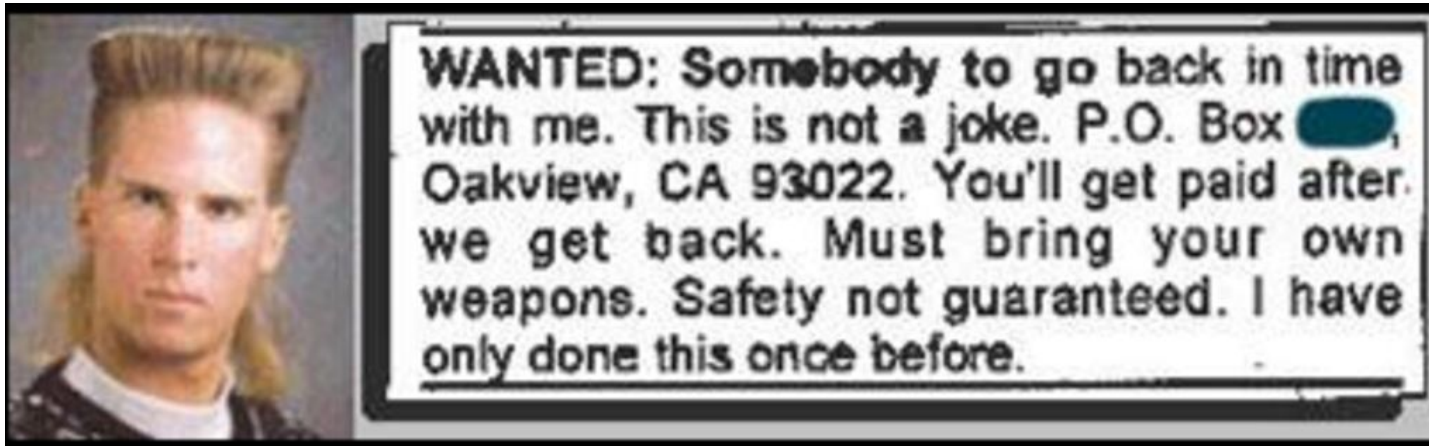 WANTED: Somebody to go back in time
with me. This is not a joke. P.O. Box ,
Oakview, CA 93022. You'll get paid after
we get back. Must bring your own
weapons. Safety not guaranteed. I have
only done this once before.